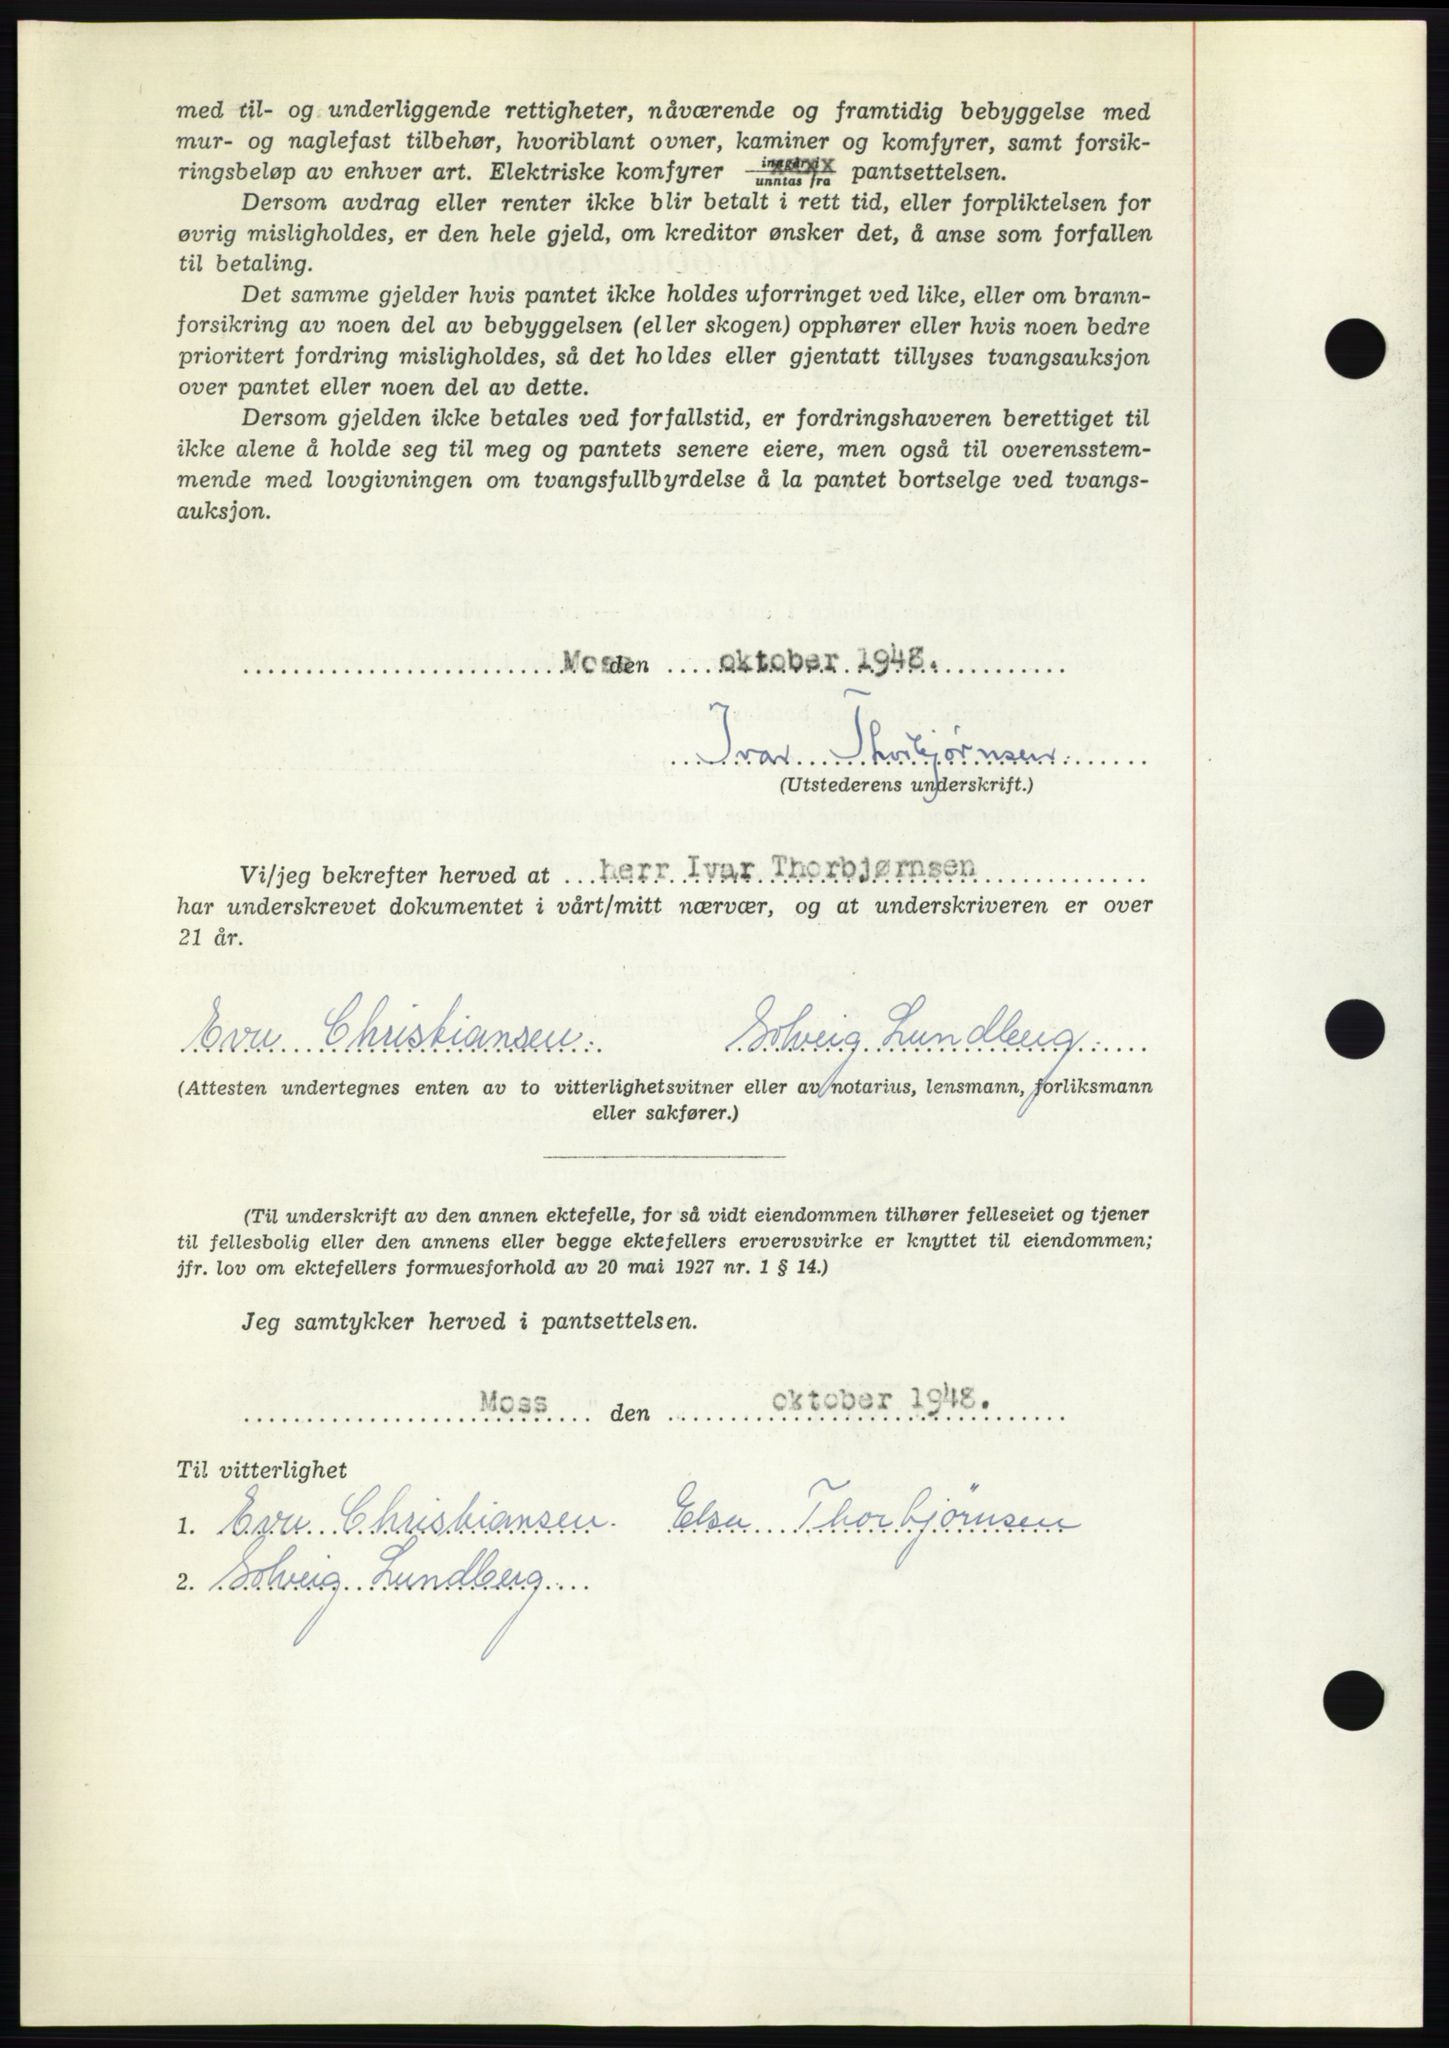 med til- og underliggende rettigheter, nåværende og framtidig bebyggelse med
mur- og naglefast tilbehør, hvoriblant ovner, kaminer og komfyrer, samt forsik-
ringsbeløp av enhver art. Elektriske komfyrer unntas fra pantsettelsen.
Dersom avdrag eller renter ikke blir betalt i rett tid, eller forpliktelsen for
øvrig misligholdes, er den hele gjeld, om kreditor ønsker det, å anse som forfallen
til betaling.
Det samme gjelder hvis pantet ikke holdes uforringet ved like, eller om brann-
forsikring av noen del av bebyggelsen (eller skogen) opphører eller hvis noen bedre
prioritert fordring misligholdes, så det holdes eller gjentatt tillyses tvangsauksjon
over pantet eller noen del av dette.
Dersom gjelden ikke betales ved forfallstid, er fordringshaveren berettiget til
ikke alene å holde seg til meg og pantets senere eiere, men også til overensstem-
mende med lovgivningen om tvangsfullbyrdelse å la pantet bortselge ved tvangs-
auksjon.
Moss den oktober 1948.
Ivar Thorbjørnsen
(Utstederens underskrift.)
Vi/jeg bekrefter herved at herr Ivar Thorbjørnsen
har underskrevet dokumentet i vårt/mitt nærvær, og at underskriveren er over
21 år.
Eva Christiansen. Solveig Lundberg
(Attesten undertegnes enten av to vitterlighetsvitner eller av notarius, lensmann, forliksmann
eller sakfører.)
(Til underskrift av den annen ektefelle, for så vidt eiendommen tilhører felleseiet og tjener
til fellesbolig eller den annens eller begge ektefellers ervervsvirke er knyttet til eiendommen;
jfr. lov om ektefellers formuesforhold av 20 mai 1927 nr. 1 § 14.)
Jeg samtykker herved i pantsettelsen.
Moss den oktober 1948.
Til vitterlighet
1. Eva Christiansen. Elsa Thorbjørnsen
2. Solveig Lundberg